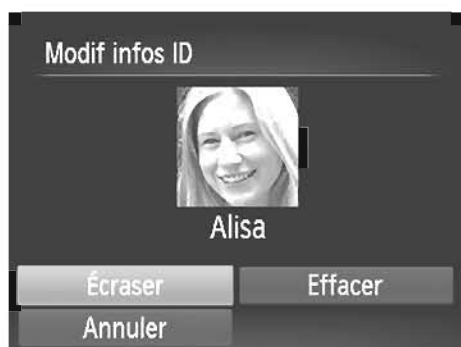 Modif infos ID
Alisa
Écraser Effacer
Annuler